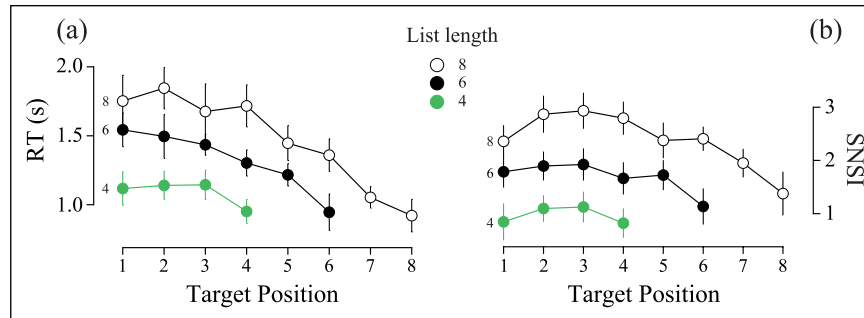 (a)
List length
8
6
4
(b)
2.0
1.5
1.0
RT (s)
8
6
4
1 2 3 4 5 6 7 8
Target Position
8
6
4
3
2
1
SNSI
1 2 3 4 5 6 7 8
Target Position